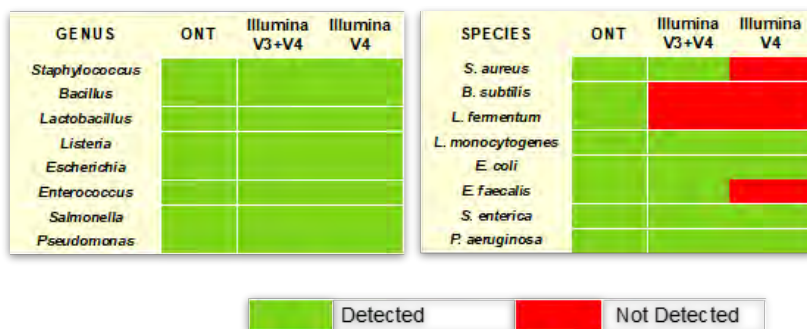 GENUS ONT Illumina V3+V4 Illumina V4
Staphylococcus
Bacillus
Lactobacillus
Listeria
Escherichia
Enterococcus
Salmonella
Pseudomonas
SPECIES ONT Illumina V3+V4 Illumina V4
S. aureus
B. subtilis
L. fermentum
L. monocytogenes
E. coli
E. faecalis
S. enterica
P. aeruginosa
Detected Not Detected